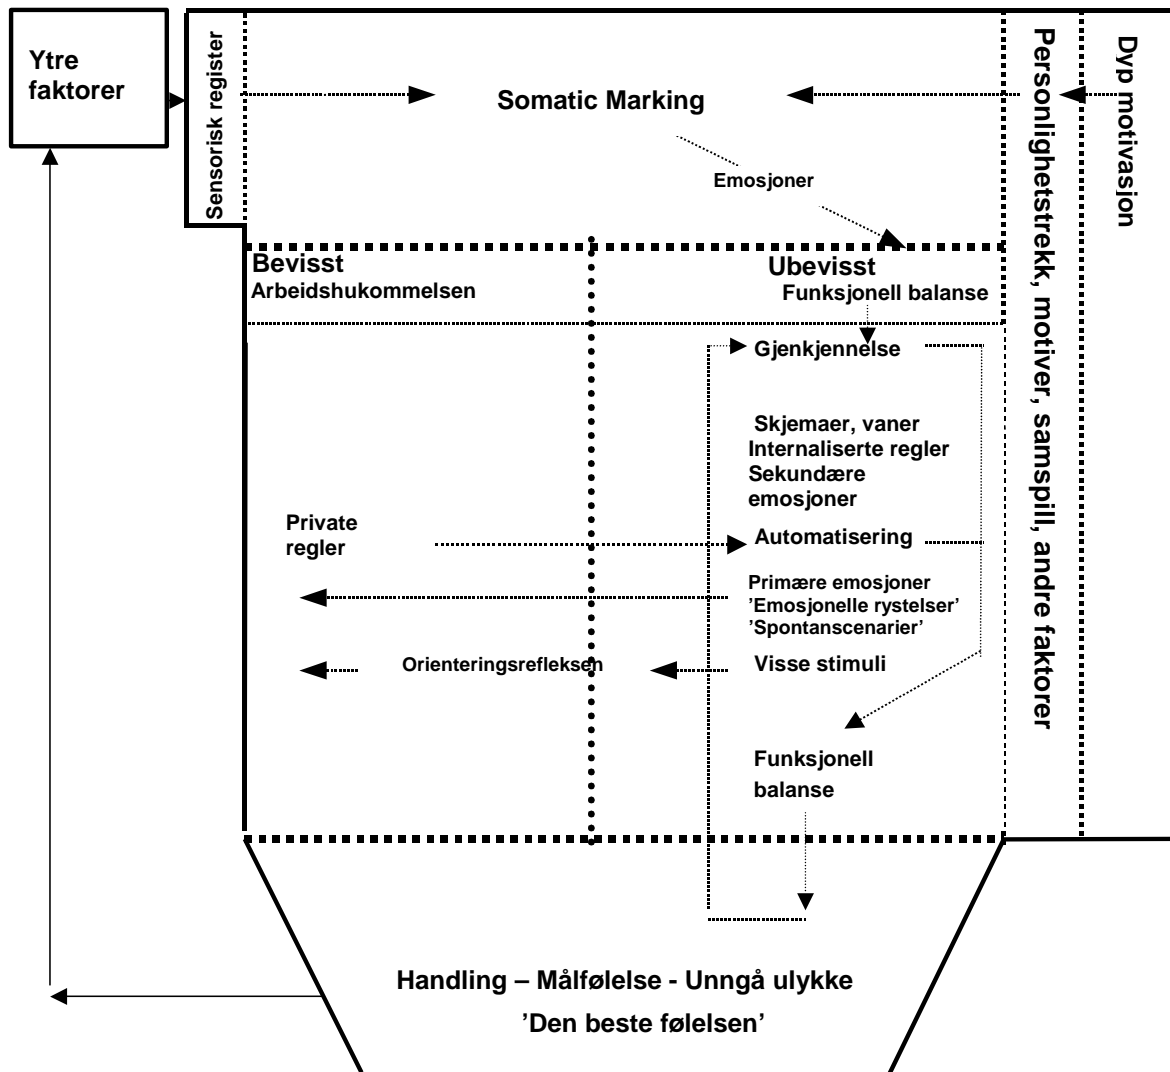 Ytre
faktorer
Sensorisk register
Somatic Marking
Emosjoner
Personlighetstrekk, motiver, samspill, andre faktorer
Dyp motivasjon
Bevisst
Arbeidshukommelsen
Ubevisst
Funksjonell balanse
Gjenkjennelse
Skjemaer, vaner
Internaliserte regler
Sekundære
emosjoner
Private
regler
Automatisering
Primære emosjoner
’Emosjonelle rystelser’
’Spontanscenarier’
Orienteringsrefleksen
Visse stimuli
Funksjonell
balanse
Handling – Målfølelse - Unngå ulykke
’Den beste følelsen’